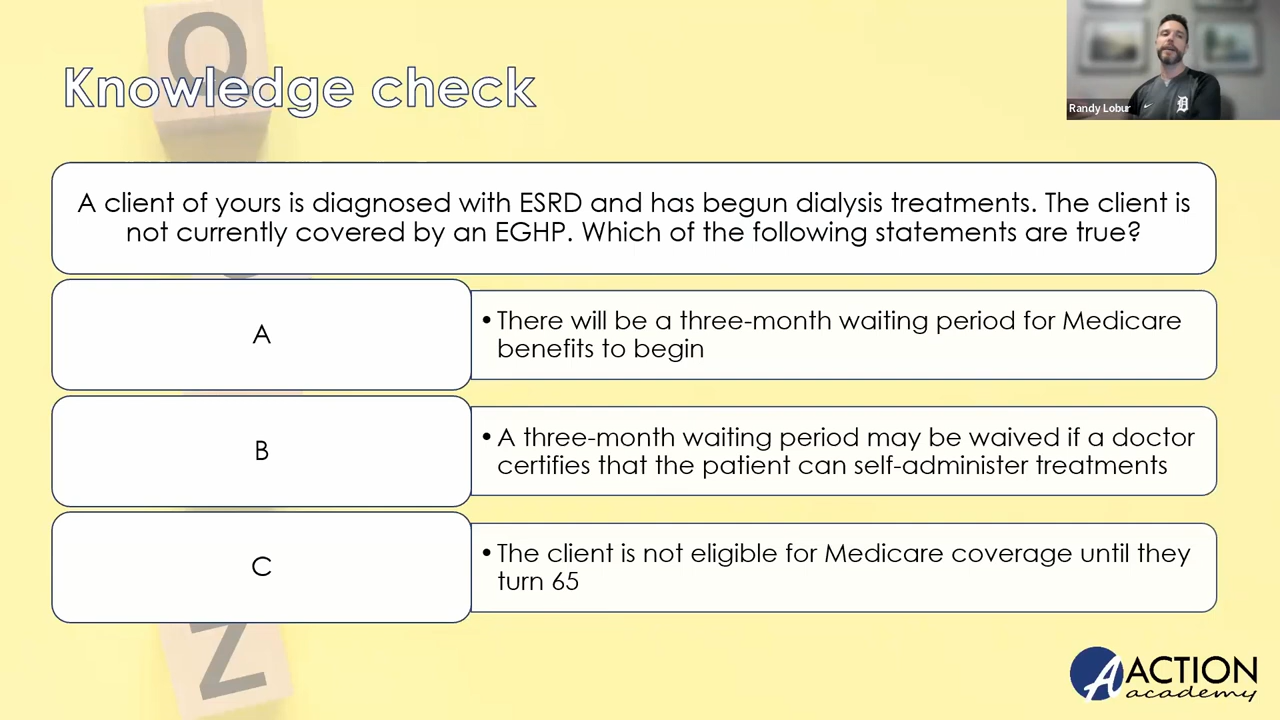 Q
Knowledge check
Randy Lobur
A client of yours is diagnosed with ESRD and has begun dialysis treatments. The client is
not currently covered by an EGHP. Which of the following statements are true?
A
• There will be a three-month waiting period for Medicare
benefits to begin
B
• A three-month waiting period may be waived if a doctor
certifies that the patient can self-administer treatments
C
• The client is not eligible for Medicare coverage until they
turn 65
Z
A ACTION
academy